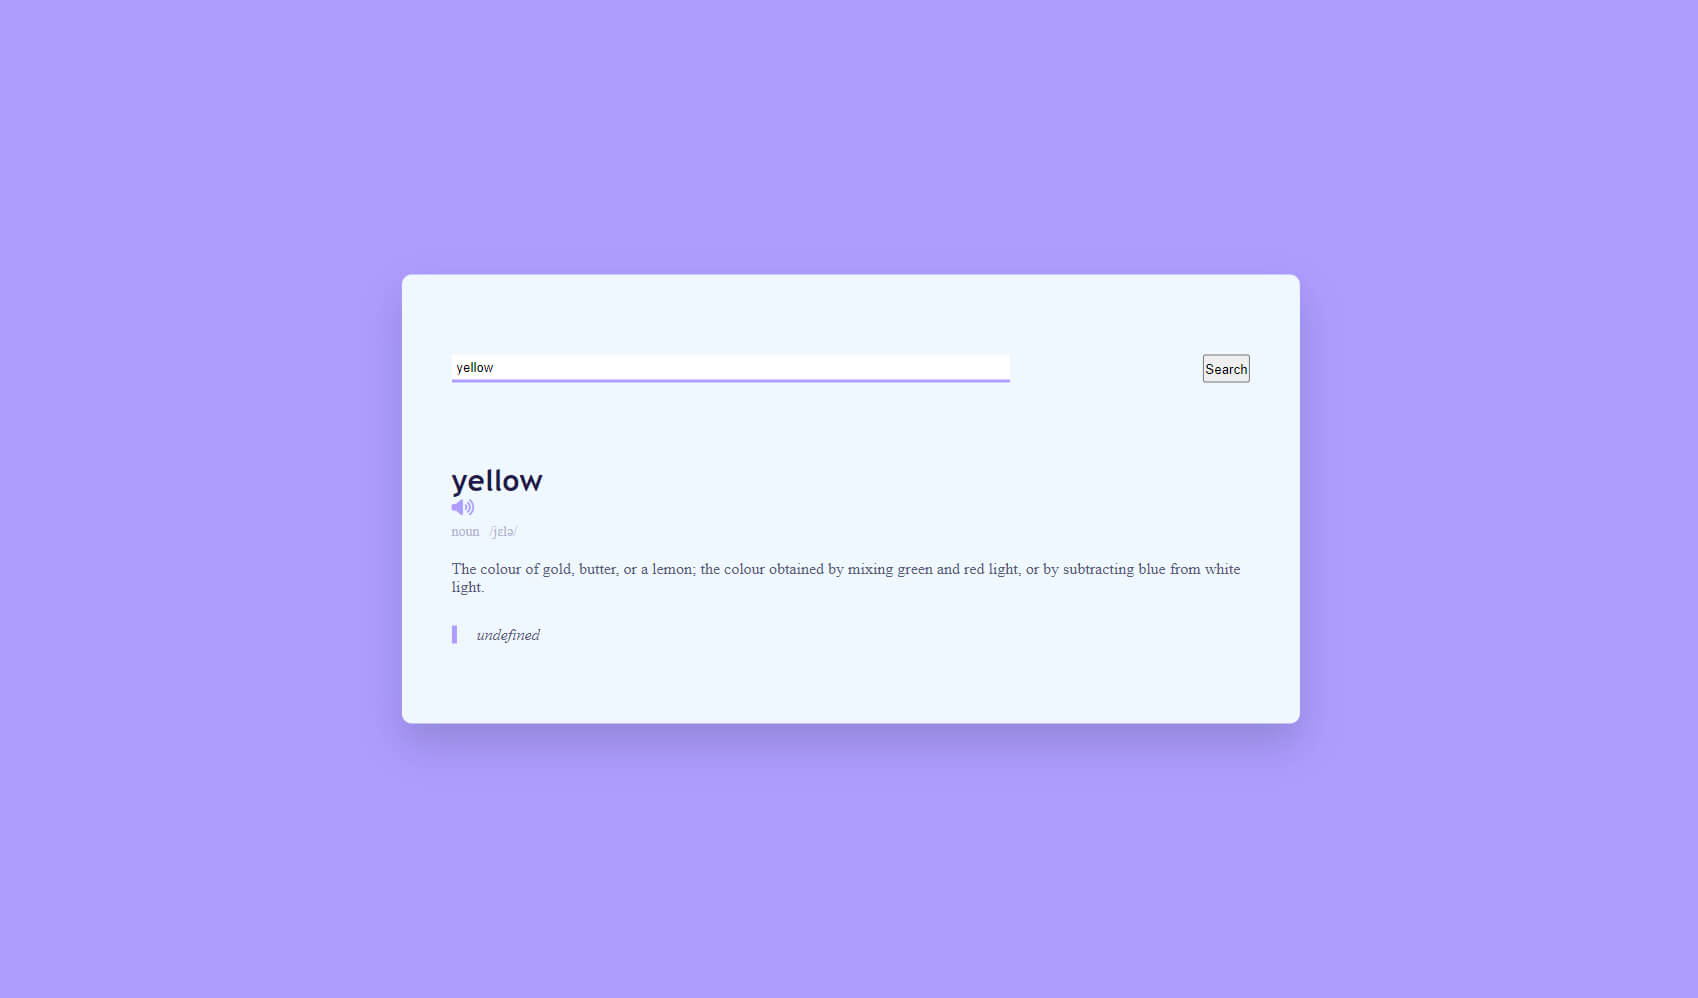 yellow
Search
yellow
noun /jɛlə/
The colour of gold, butter, or a lemon; the colour obtained by mixing green and red light, or by subtracting blue from white
light.
undefined